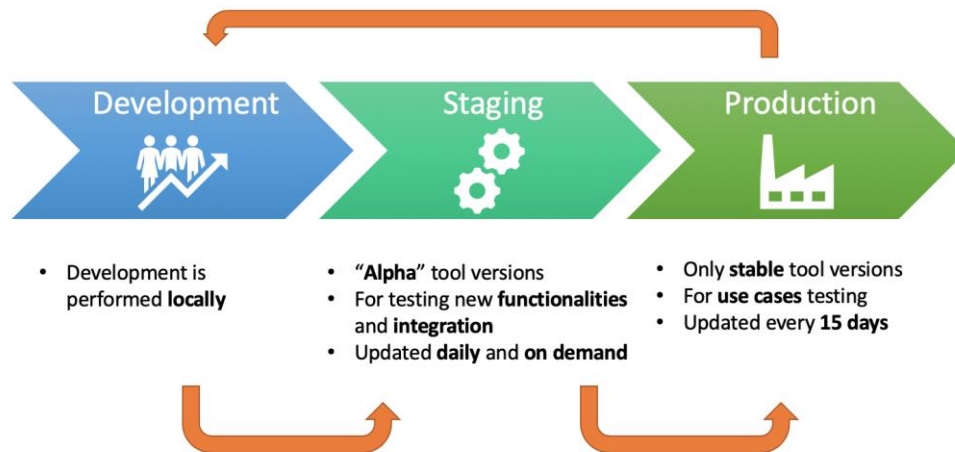 Development
Staging
Production
• Development is
performed locally
• “Alpha” tool versions
• For testing new functionalities
and integration
• Updated daily and on demand
• Only stable tool versions
• For use cases testing
• Updated every 15 days